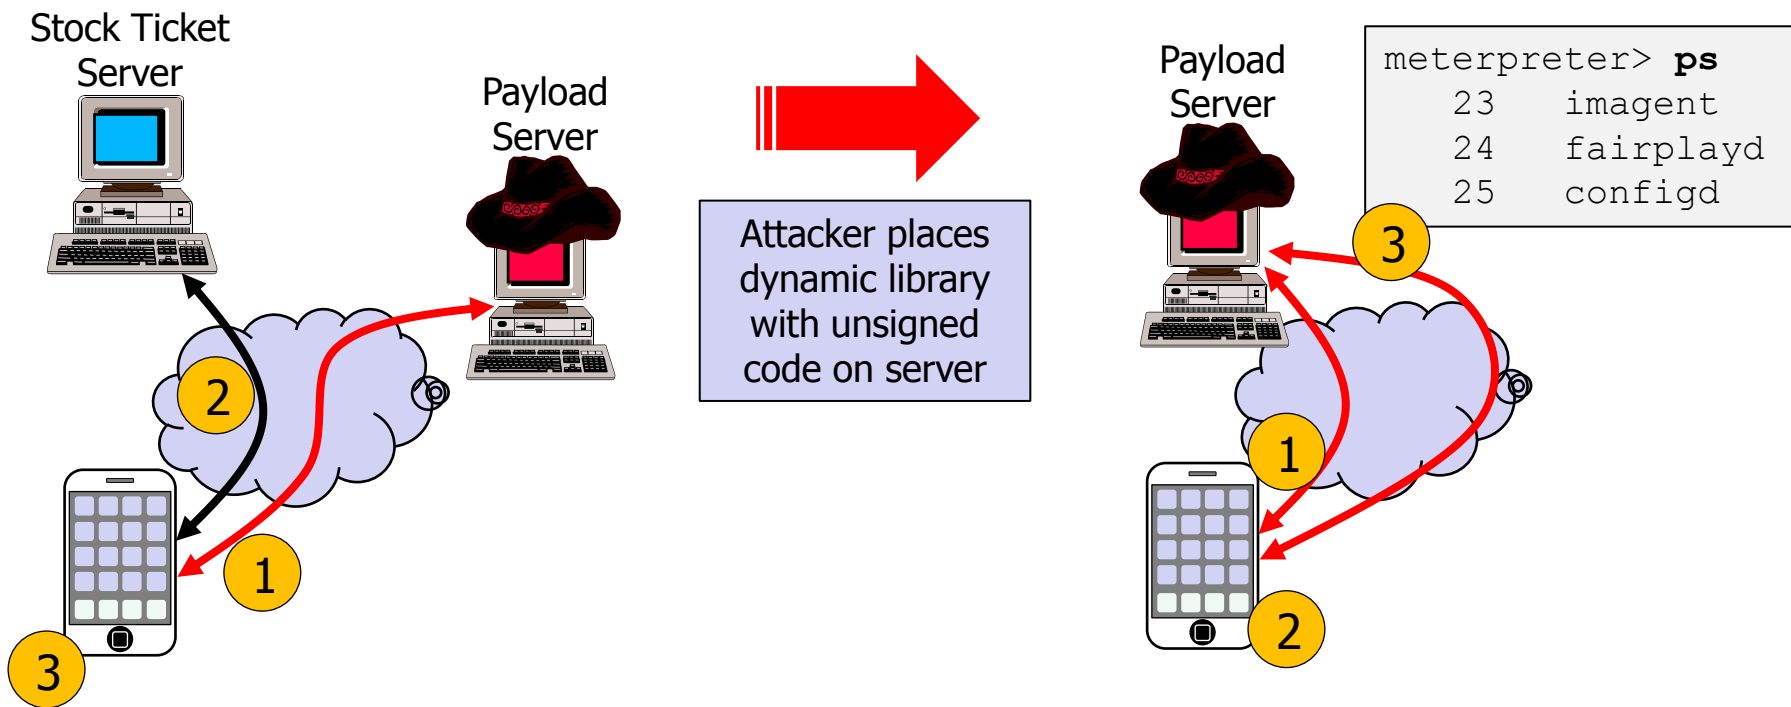 Stock Ticket
Server
Payload
Server
2
1
3
Attacker places
dynamic library
with unsigned
code on server
Payload
Server
meterpreter> ps
23 imagent
24 fairplayd
25 configd
3
1
2